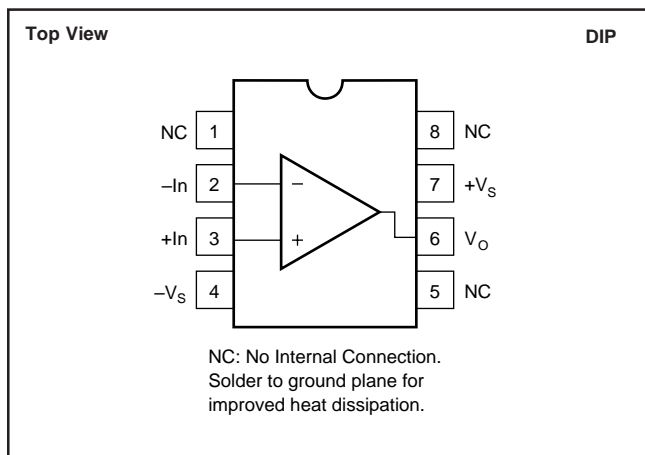 Top View DIP
NC 1 8 NC
–In 2 – 7 +VS
+In 3 + 6 VO
–VS 4 5 NC
NC: No Internal Connection.
Solder to ground plane for
improved heat dissipation.